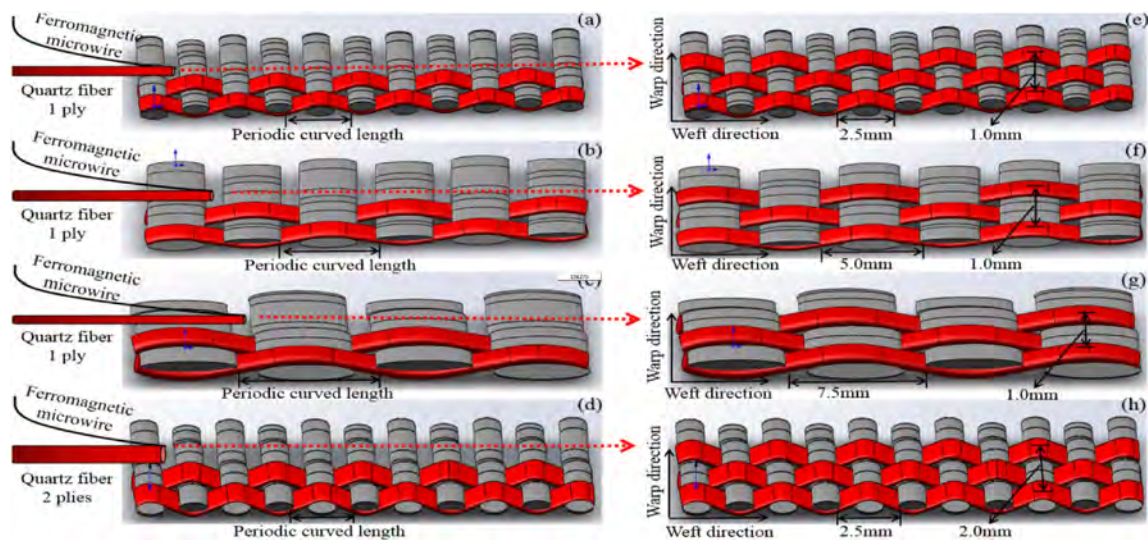 Ferromagnetic
microwire
Quartz fiber
1 ply
(a)
Periodic curved length
Warp direction
Weft direction
2.5mm
1.0mm
(e)
Ferromagnetic
microwire
Quartz fiber
1 ply
(b)
Periodic curved length
Warp direction
Weft direction
5.0mm
1.0mm
(f)
Ferromagnetic
microwire
Quartz fiber
1 ply
Periodic curved length
Warp direction
Weft direction
7.5mm
1.0mm
(g)
Ferromagnetic
microwire
Quartz fiber
2 plies
(d)
Periodic curved length
Warp direction
Weft direction
2.5mm
2.0mm
(h)